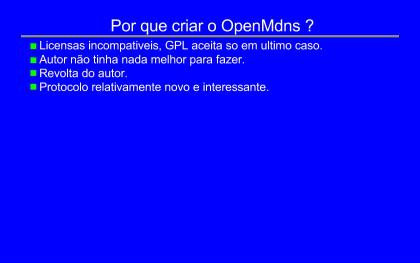 Por que criar o OpenMdns ?
Licensas incompativeis, GPL aceita so em ultimo caso.
Autor não tinha nada melhor para fazer.
Revolta do autor.
Protocolo relativamente novo e interessante.